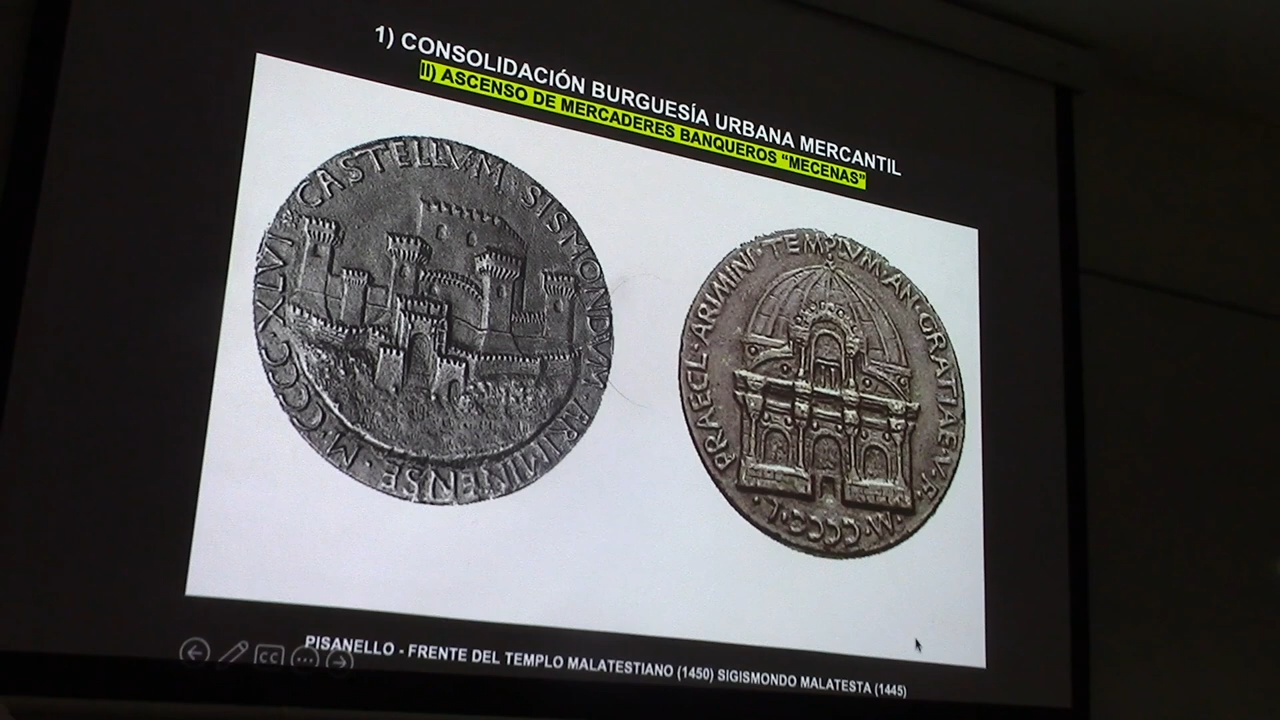 1) CONSOLIDACIÓN BURGUESÍA URBANA MERCANTIL
II) ASCENSO DE MERCADERES BANQUEROS “MECENAS”
CASTELLVM SISMONDVM ARIMINENSE · M · CCCC · XLVI
PRAECL · ARIMINI · TEMPLVM · AN · GRATIAE · V · F · M · CCCC · L ·
CC
PISANELLO - FRENTE DEL TEMPLO MALATESTIANO (1450) SIGISMONDO MALATESTA (1445)